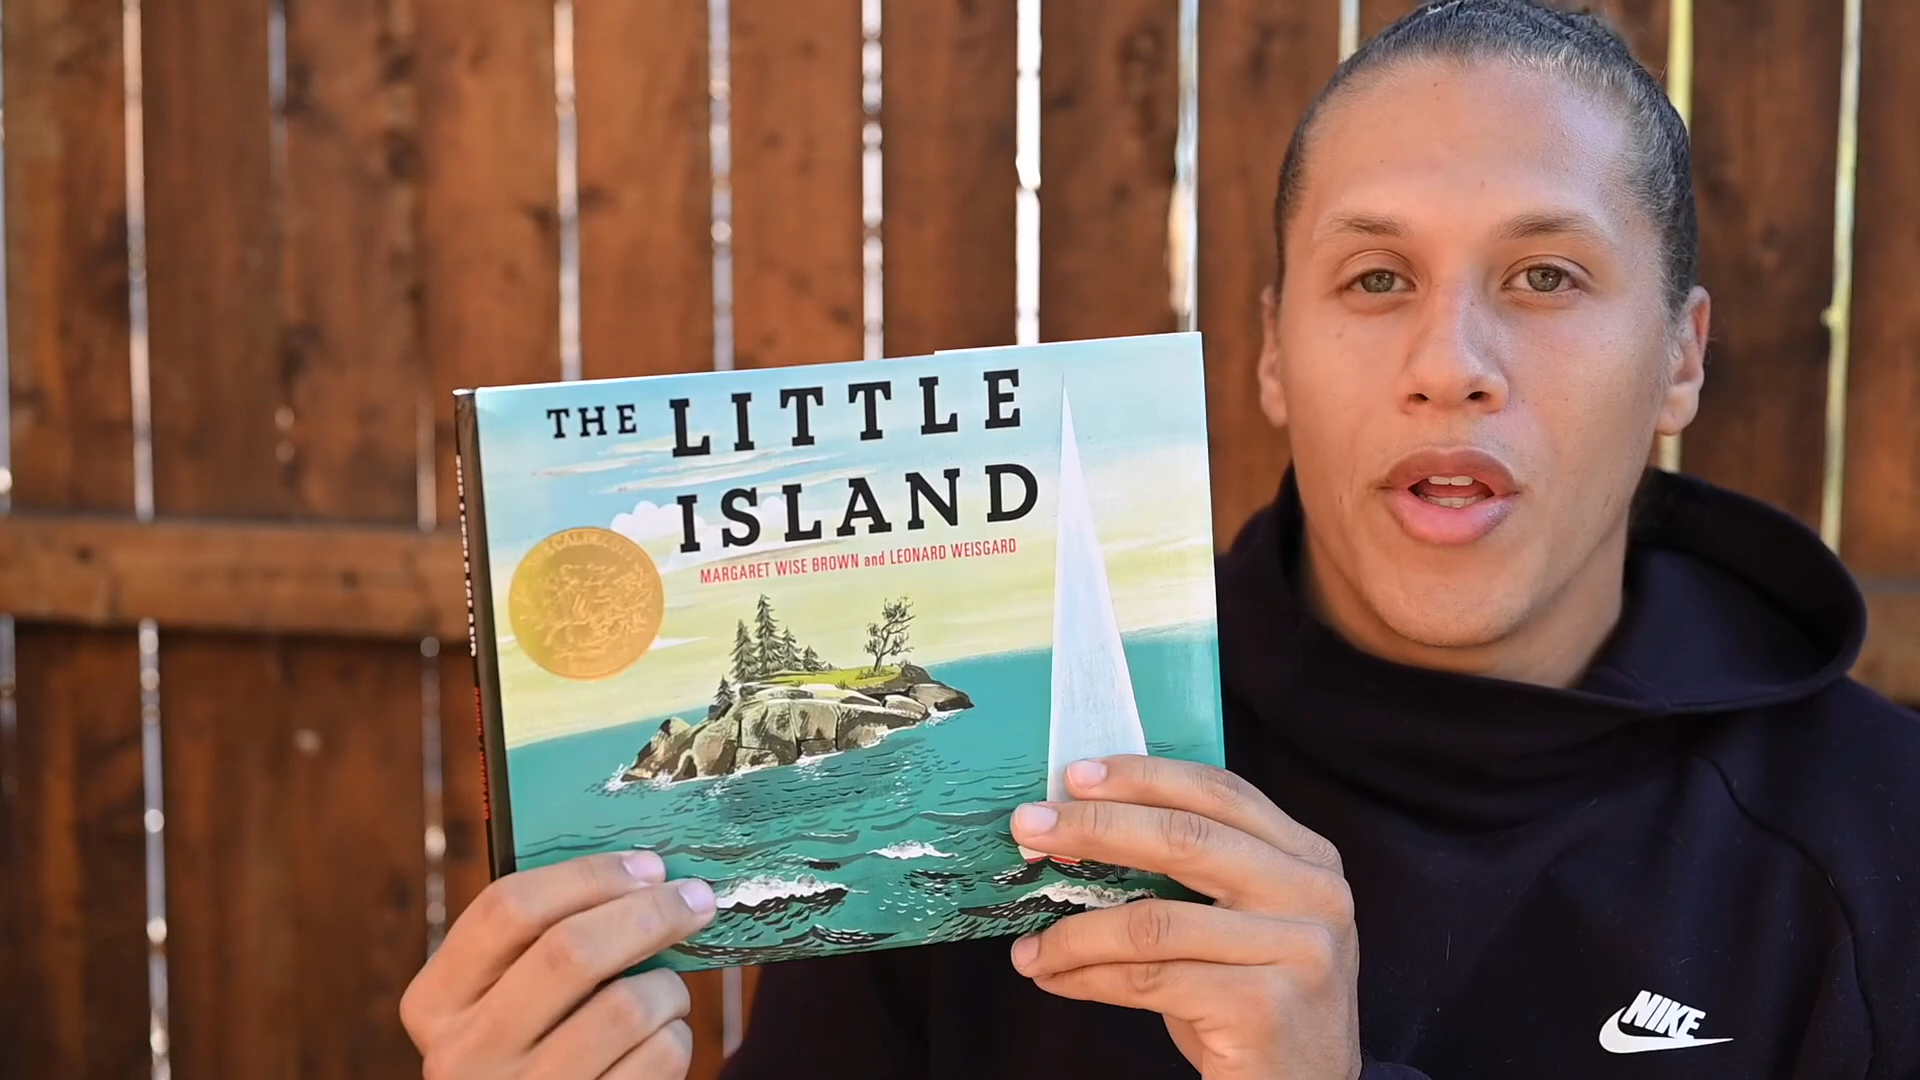 THE LITTLE
ISLAND
MARGARET WISE BROWN and LEONARD WEISGARD
NIKE